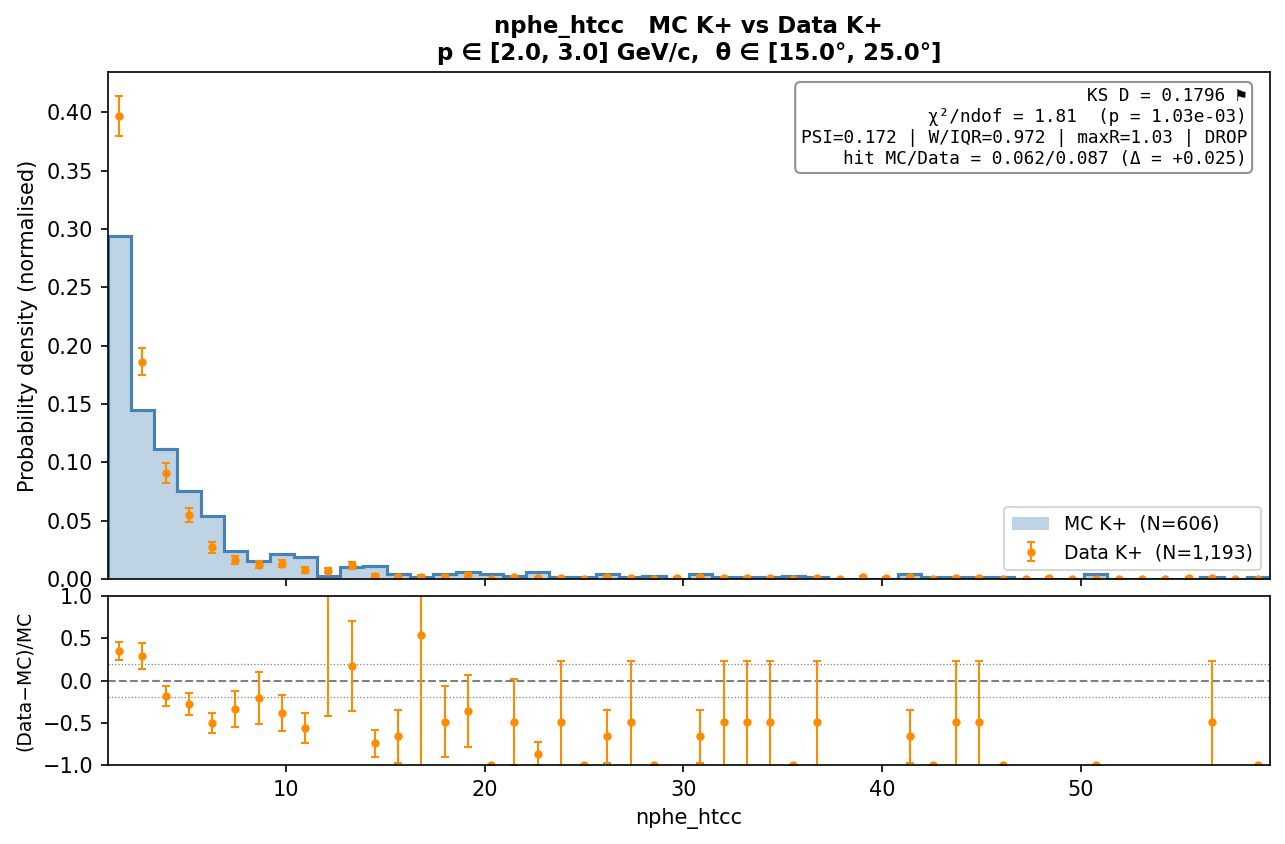 nphe_htcc   MC K+ vs Data K+
p ∈ [2.0, 3.0] GeV/c,  θ ∈ [15.0°, 25.0°]
KS D = 0.1796 ⚑
χ²/ndof = 1.81  (p = 1.03e-03)
PSI=0.172 | W/IQR=0.972 | maxR=1.03 | DROP
hit MC/Data = 0.062/0.087 (Δ = +0.025)
Probability density (normalised)
0.40
0.35
0.30
0.25
0.20
0.15
0.10
0.05
0.00
MC K+  (N=606)
Data K+  (N=1,193)
(Data−MC)/MC
1.0
0.5
0.0
−0.5
−1.0
10
20
30
40
50
nphe_htcc